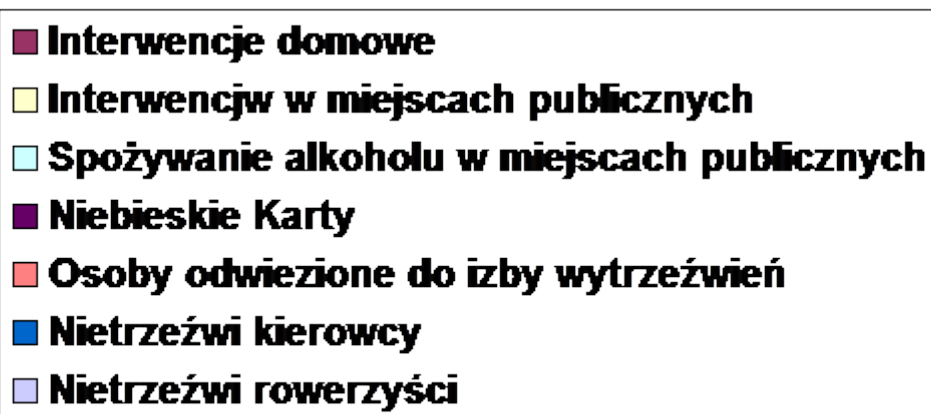 Interwencje domowe
Interwencjw w miejscach publicznych
Spożywanie alkoholu w miejscach publicznych
Niebieskie Karty
Osoby odwiezione do izby wytrzeźwień
Nietrzeźwi kierowcy
Nietrzeźwi rowerzyści